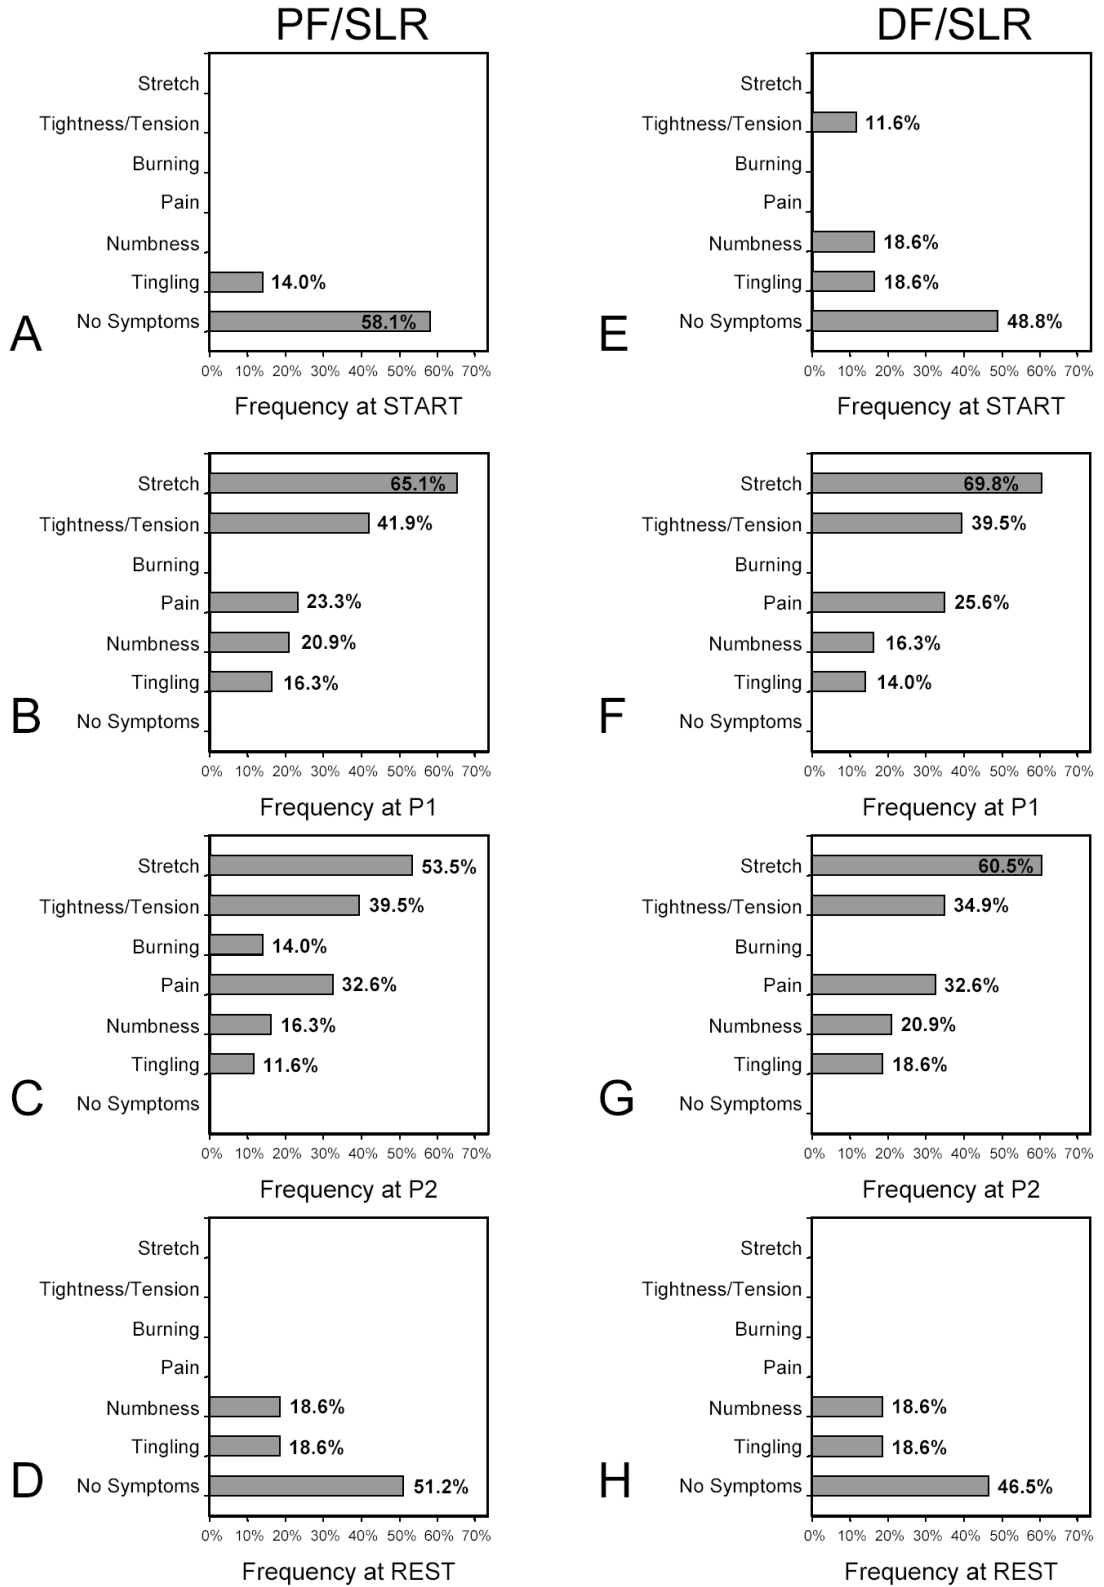 PF/SLR
Stretch
Tightness/Tension
Burning
Pain
Numbness
Tingling 14.0%
No Symptoms 58.1%
A
0% 10% 20% 30% 40% 50% 60% 70%
Frequency at START
Stretch 65.1%
Tightness/Tension 41.9%
Burning
Pain 23.3%
Numbness 20.9%
Tingling 16.3%
No Symptoms
B
0% 10% 20% 30% 40% 50% 60% 70%
Frequency at P1
Stretch 53.5%
Tightness/Tension 39.5%
Burning 14.0%
Pain 32.6%
Numbness 16.3%
Tingling 11.6%
No Symptoms
C
0% 10% 20% 30% 40% 50% 60% 70%
Frequency at P2
Stretch
Tightness/Tension
Burning
Pain
Numbness 18.6%
Tingling 18.6%
No Symptoms 51.2%
D
0% 10% 20% 30% 40% 50% 60% 70%
Frequency at REST
DF/SLR
Stretch
Tightness/Tension 11.6%
Burning
Pain
Numbness 18.6%
Tingling 18.6%
No Symptoms 48.8%
E
0% 10% 20% 30% 40% 50% 60% 70%
Frequency at START
Stretch 69.8%
Tightness/Tension 39.5%
Burning
Pain 25.6%
Numbness 16.3%
Tingling 14.0%
No Symptoms
F
0% 10% 20% 30% 40% 50% 60% 70%
Frequency at P1
Stretch 60.5%
Tightness/Tension 34.9%
Burning
Pain 32.6%
Numbness 20.9%
Tingling 18.6%
No Symptoms
G
0% 10% 20% 30% 40% 50% 60% 70%
Frequency at P2
Stretch
Tightness/Tension
Burning
Pain
Numbness 18.6%
Tingling 18.6%
No Symptoms 46.5%
H
0% 10% 20% 30% 40% 50% 60% 70%
Frequency at REST